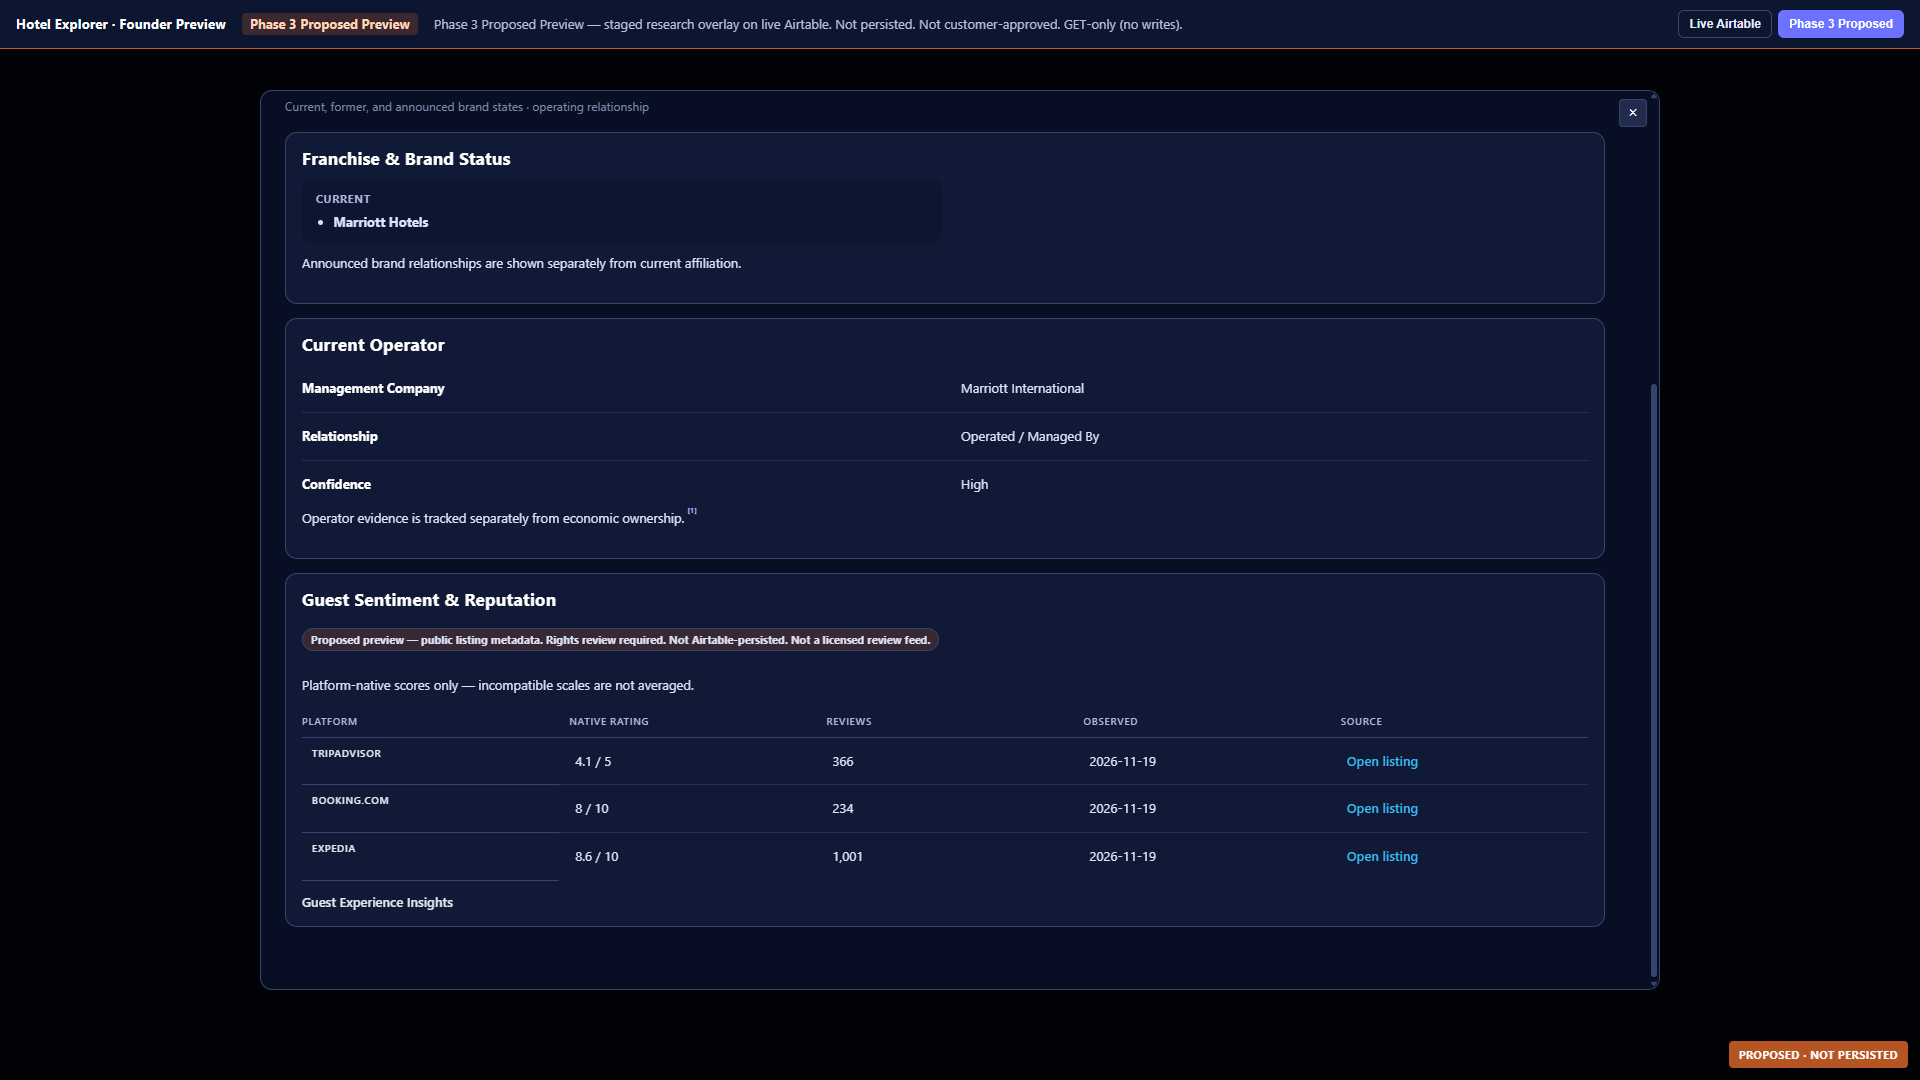 Hotel Explorer · Founder Preview
Phase 3 Proposed Preview
Phase 3 Proposed Preview — staged research overlay on live Airtable. Not persisted. Not customer-approved. GET-only (no writes).
Live Airtable
Phase 3 Proposed
Current, former, and announced brand states · operating relationship
×
Franchise & Brand Status
CURRENT
• Marriott Hotels
Announced brand relationships are shown separately from current affiliation.
Current Operator
Management Company Marriott International
Relationship Operated / Managed By
Confidence High
Operator evidence is tracked separately from economic ownership. [1]
Guest Sentiment & Reputation
Proposed preview — public listing metadata. Rights review required. Not Airtable-persisted. Not a licensed review feed.
Platform-native scores only — incompatible scales are not averaged.
PLATFORM NATIVE RATING REVIEWS OBSERVED SOURCE
TRIPADVISOR 4.1 / 5 366 2026-11-19 Open listing
BOOKING.COM 8 / 10 234 2026-11-19 Open listing
EXPEDIA 8.6 / 10 1,001 2026-11-19 Open listing
Guest Experience Insights
PROPOSED · NOT PERSISTED